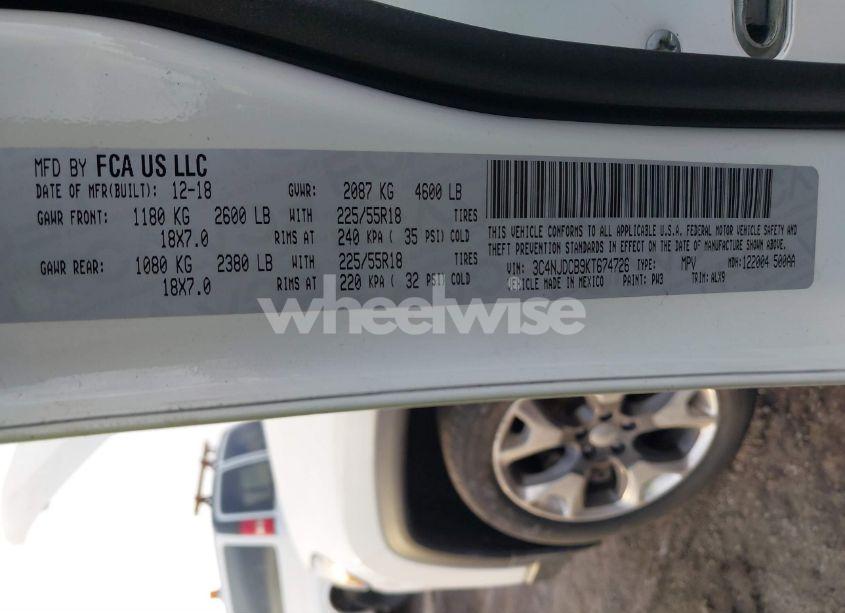 MFD BY FCA US LLC
DATE OF MFR(BUILT): 12-18 GVWR: 2087 KG 4600 LB
GAWR FRONT: 1180 KG 2600 LB WITH 225/55R18 TIRES
18X7.0 RIMS AT 240 KPA ( 35 PSI) COLD
GAWR REAR: 1080 KG 2380 LB WITH 225/55R18 TIRES
18X7.0 RIMS AT 220 KPA ( 32 PSI) COLD
THIS VEHICLE CONFORMS TO ALL APPLICABLE U.S.A. FEDERAL MOTOR VEHICLE SAFETY AND
THEFT PREVENTION STANDARDS IN EFFECT ON THE DATE OF MANUFACTURE SHOWN ABOVE.
VIN: 3C4NJDCB9KT674726 TYPE: MPV MDH: 122004 500AA
VEHICLE MADE IN MEXICO PAINT: PW3 TRIM: ALX9
wheelwise